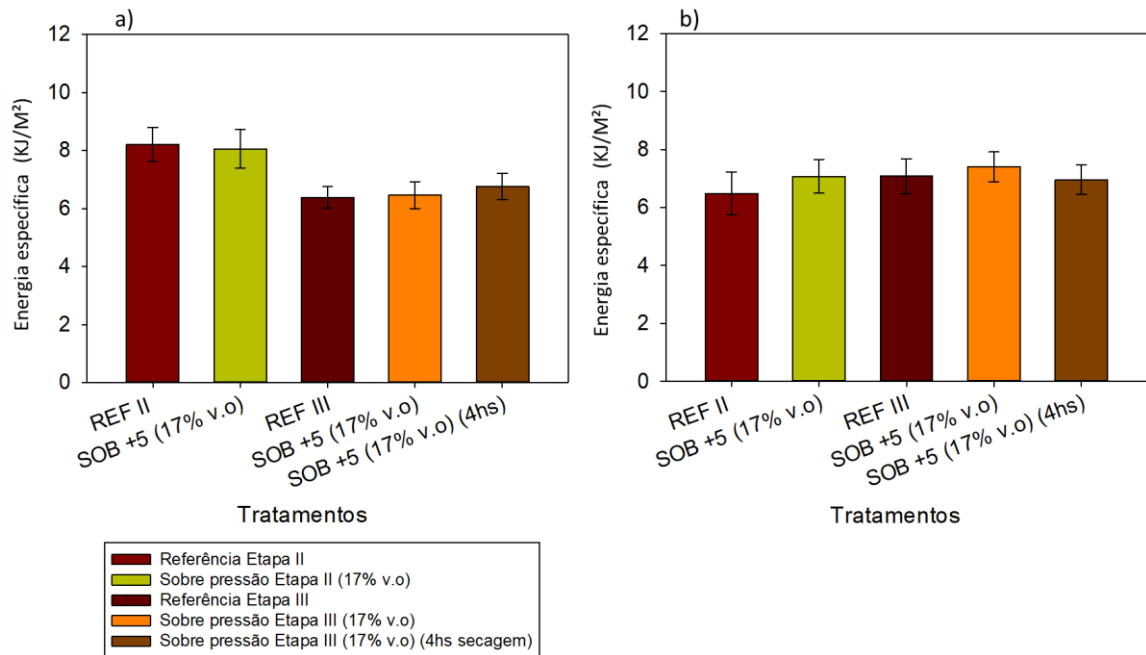 a)
Energia específica (KJ/M²)
12
10
8
6
4
2
0
REF II
SOB +5 (17% v.o)
REF III
SOB +5 (17% v.o)
SOB +5 (17% v.o) (4hs)
Tratamentos
Referência Etapa II
Sobre pressão Etapa II (17% v.o)
Referência Etapa III
Sobre pressão Etapa III (17% v.o)
Sobre pressão Etapa III (17% v.o) (4hs secagem)
b)
Energia específica (KJ/M²)
12
10
8
6
4
2
0
REF II
SOB +5 (17% v.o)
REF III
SOB +5 (17% v.o)
SOB +5 (17% v.o) (4hs)
Tratamentos